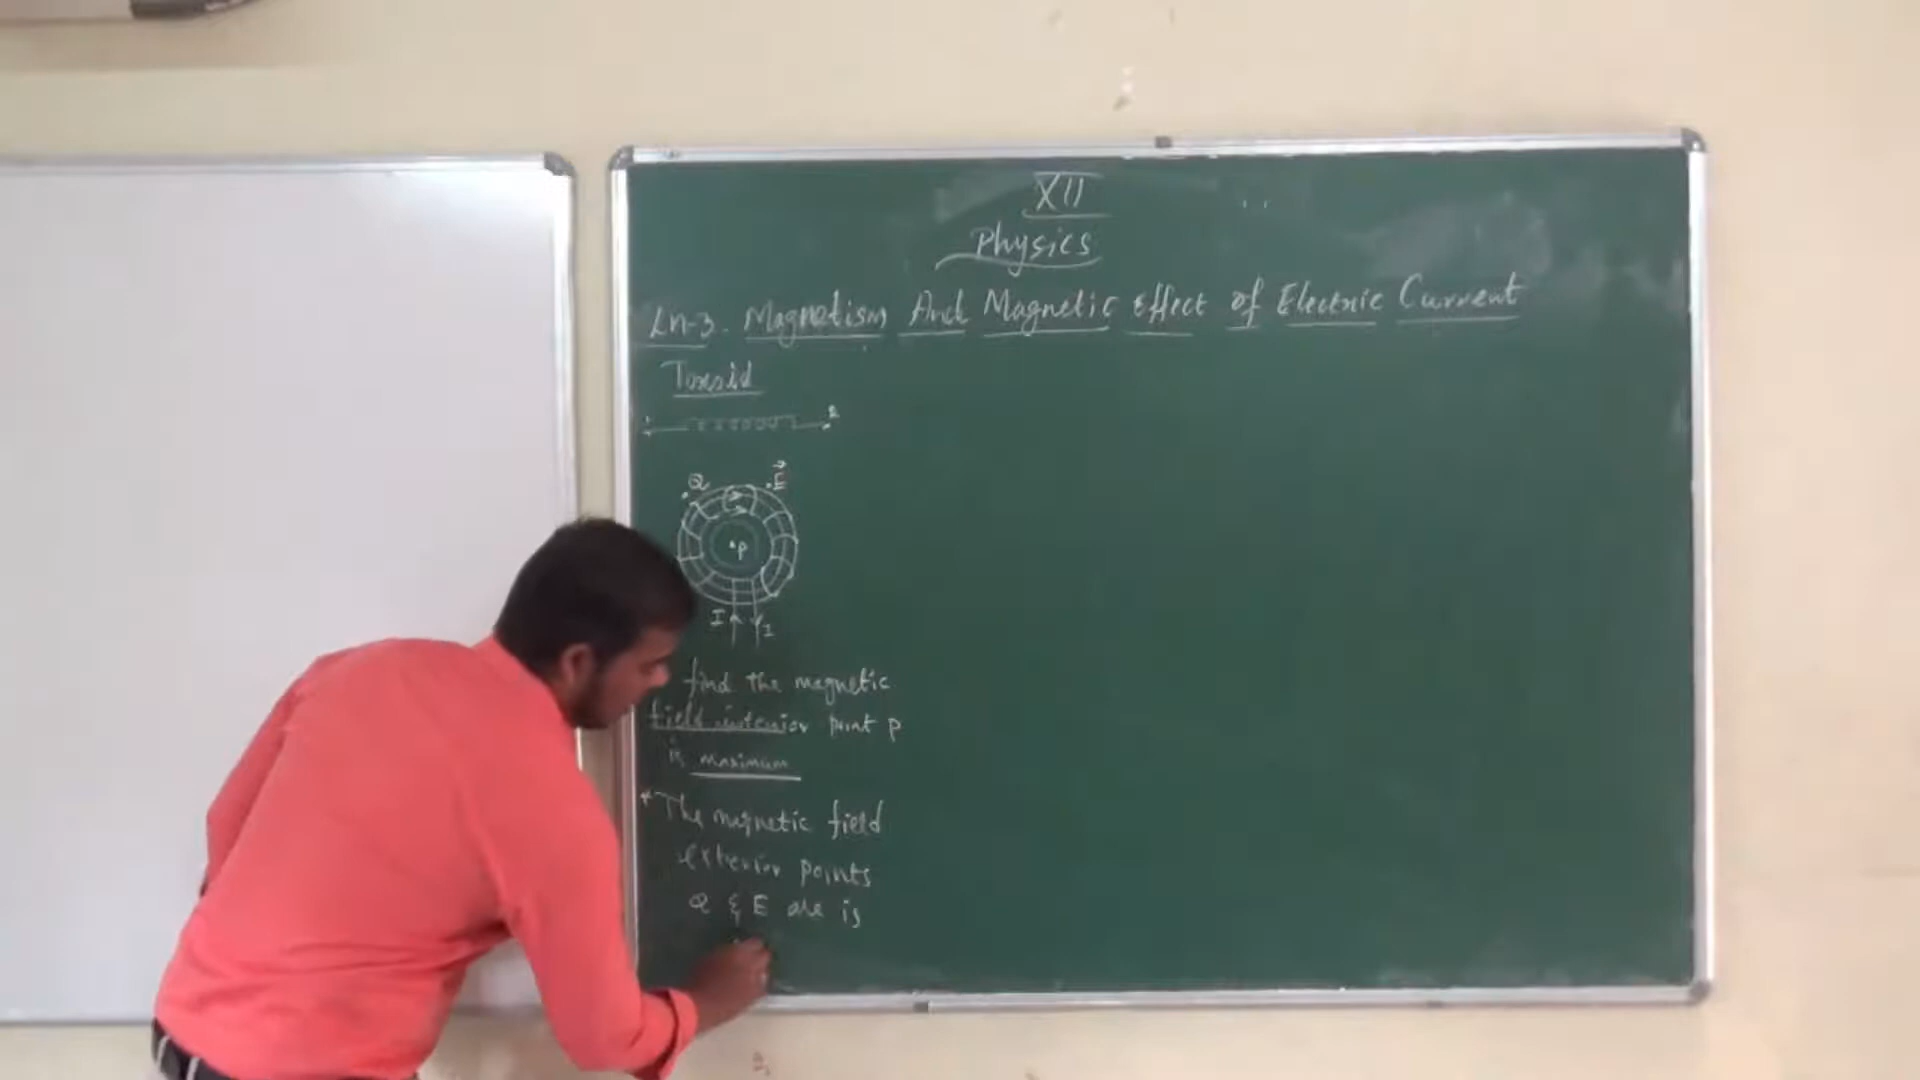 XII
Physics
Ln-3. Magnetism And Magnetic Effect of Electric Current
Toroid
Q
E
P
I
I
find the magnetic
field interior point P
is maximum
* The magnetic field
exterior points
Q & E are is